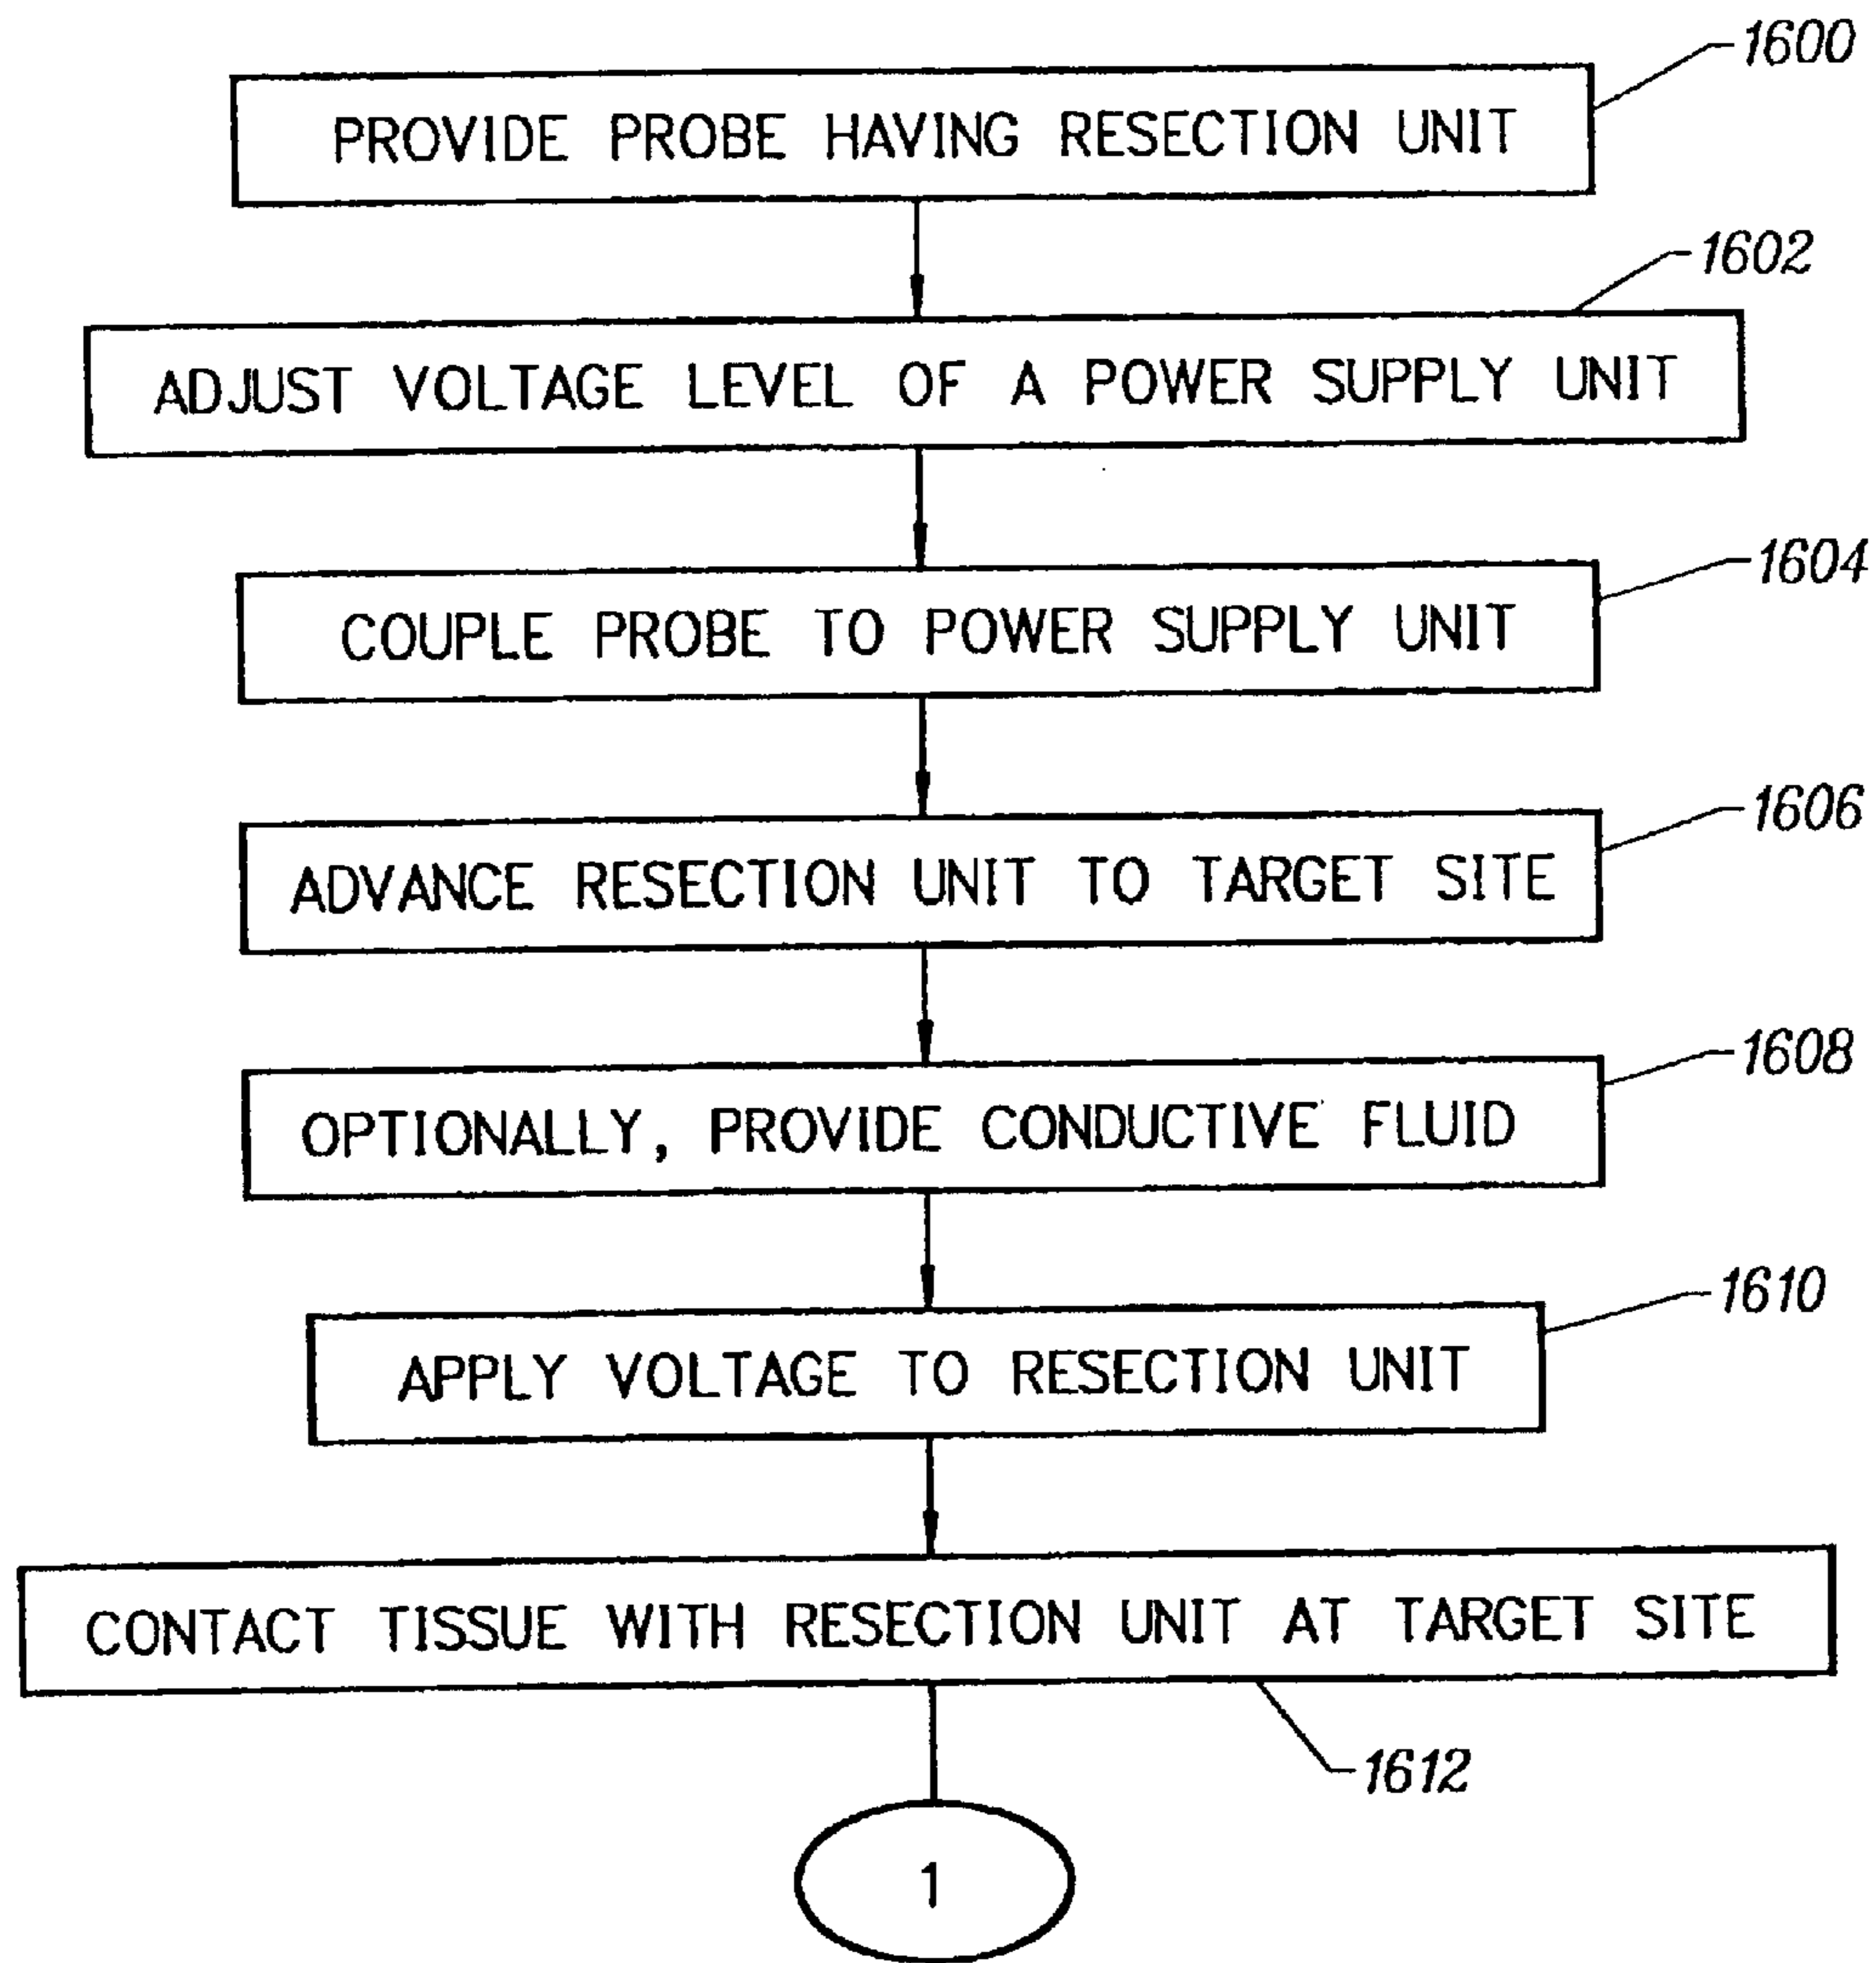 1600
PROVIDE PROBE HAVING RESECTION UNIT
1602
ADJUST VOLTAGE LEVEL OF A POWER SUPPLY UNIT
1604
COUPLE PROBE TO POWER SUPPLY UNIT
1606
ADVANCE RESECTION UNIT TO TARGET SITE
1608
OPTIONALLY, PROVIDE CONDUCTIVE FLUID
1610
APPLY VOLTAGE TO RESECTION UNIT
CONTACT TISSUE WITH RESECTION UNIT AT TARGET SITE
1612
1